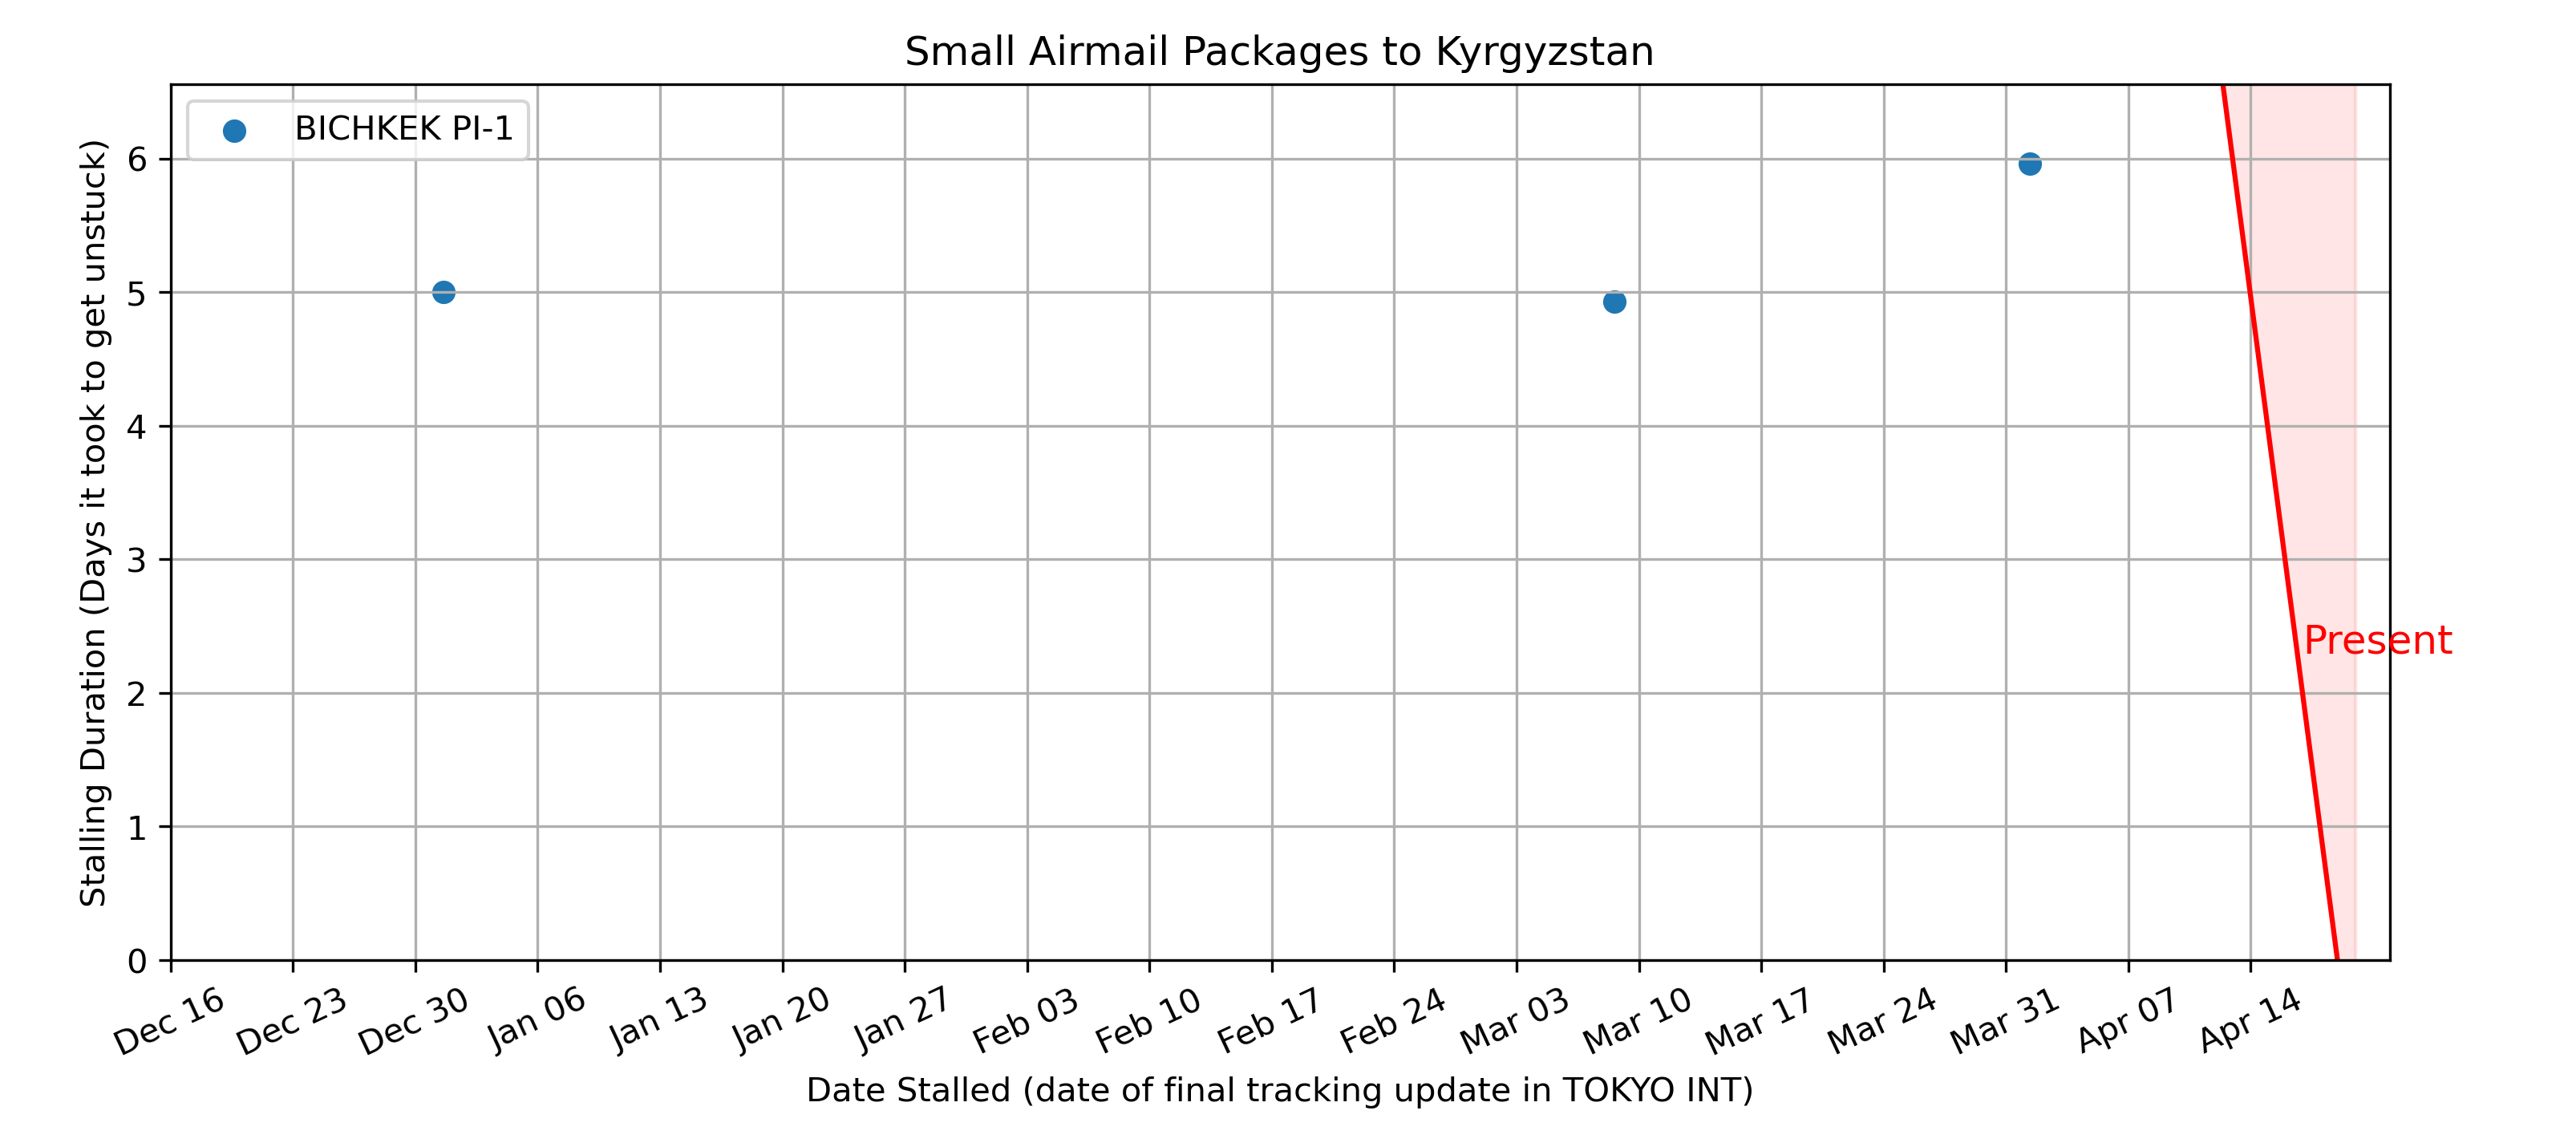 Small Airmail Packages to Kyrgyzstan
BICHKEK PI-1
Stalling Duration (Days it took to get unstuck)
6
5
4
3
2
1
0
Present
Dec 16
Dec 23
Dec 30
Jan 06
Jan 13
Jan 20
Jan 27
Feb 03
Feb 10
Feb 17
Feb 24
Mar 03
Mar 10
Mar 17
Mar 24
Mar 31
Apr 07
Apr 14
Date Stalled (date of final tracking update in TOKYO INT)